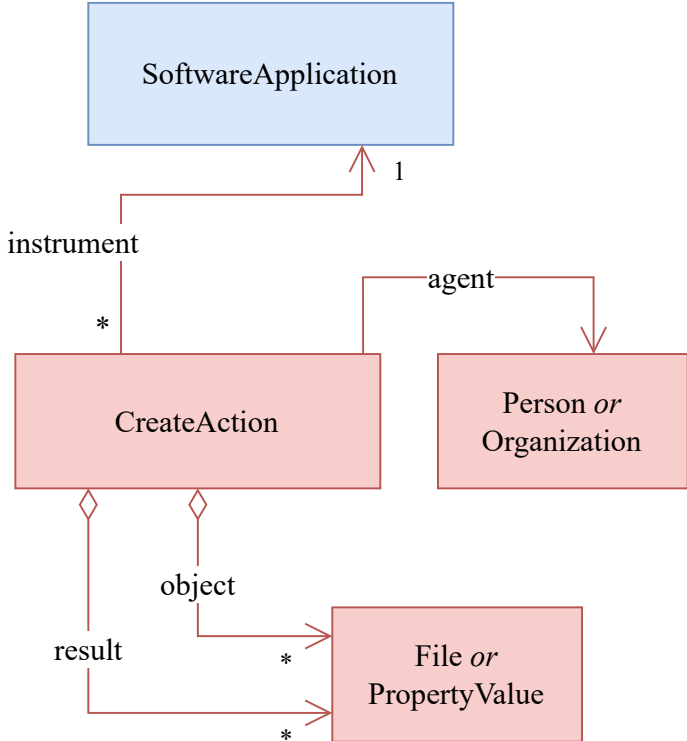 SoftwareApplication
1
instrument
agent
*
CreateAction
Person or
Organization
object
result
*
File or
PropertyValue
*